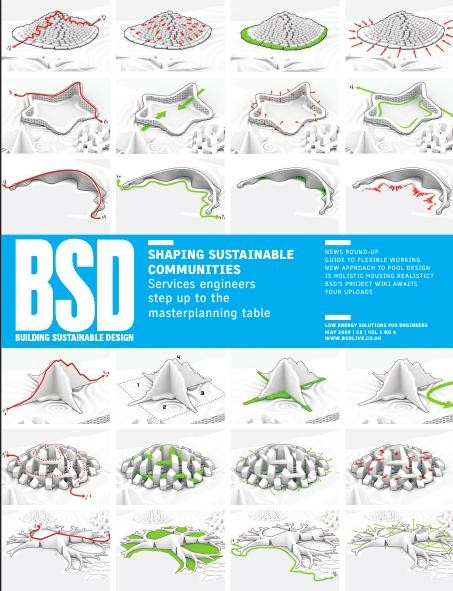 BSD
BUILDING SUSTAINABLE DESIGN
SHAPING SUSTAINABLE
COMMUNITIES
Services engineers
step up to the
masterplanning table
NEWS ROUND-UP
GUIDE TO FLEXIBLE WORKING
NEW APPROACH TO POOL DESIGN
IS HOLISTIC HOUSING REALISTIC?
BSD'S PROJECT WIKI AWAITS
YOUR UPLOADS
LOW ENERGY SOLUTIONS FOR ENGINEERS
MAY 2009 | £8 | VOL 1 NO 4
WWW.BSDLIVE.CO.UK
4
1
3
2